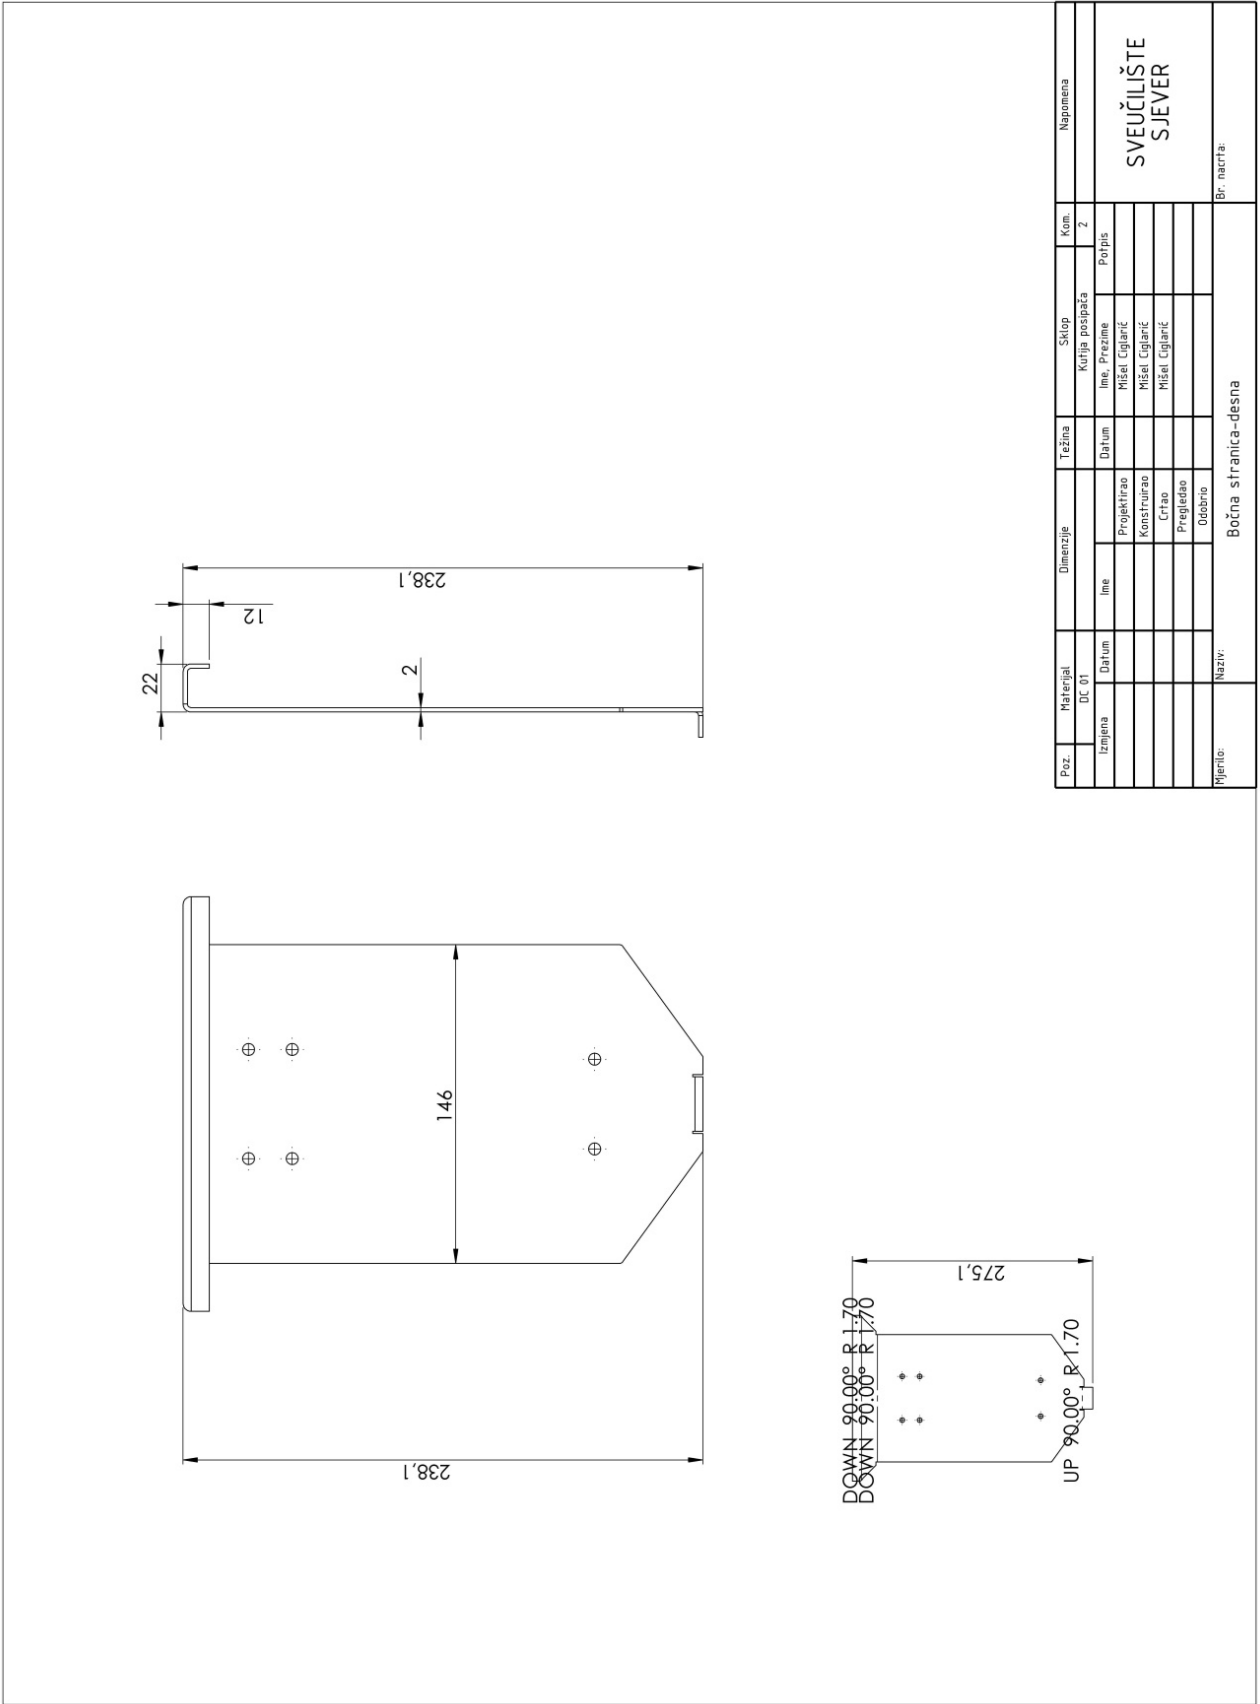 22
12
238,1
2
146
238,1
275,1
DOWN 90.00° R 1.70
DOWN 90.00° R 1.70
UP 90.00° R 1.70
Poz. Materijal Dimenzije Težina Sklop Kom. Napomena
DC 01 Kutija posipača 2
Izmjena Datum Ime Datum Ime, Prezime Potpis
Projektirao Mišel Ciglarić
Konstruirao Mišel Ciglarić
Crtao Mišel Ciglarić
Pregledao
Odobrio
SVEUČILIŠTE
SJEVER
Mjerilo: Naziv: Br. nacrta:
Bočna stranica-desna